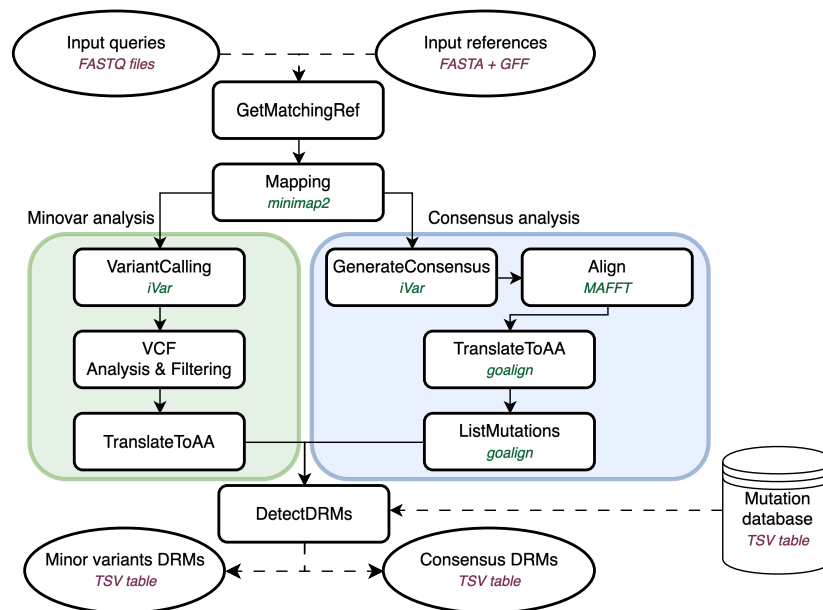 Input queries
FASTQ files
Input references
FASTA + GFF
GetMatchingRef
Mapping
minimap2
Minovar analysis
Consensus analysis
VariantCalling
iVar
GenerateConsensus
iVar
Align
MAFFT
VCF
Analysis & Filtering
TranslateToAA
goalign
TranslateToAA
ListMutations
goalign
DetectDRMs
Mutation
database
TSV table
Minor variants DRMs
TSV table
Consensus DRMs
TSV table